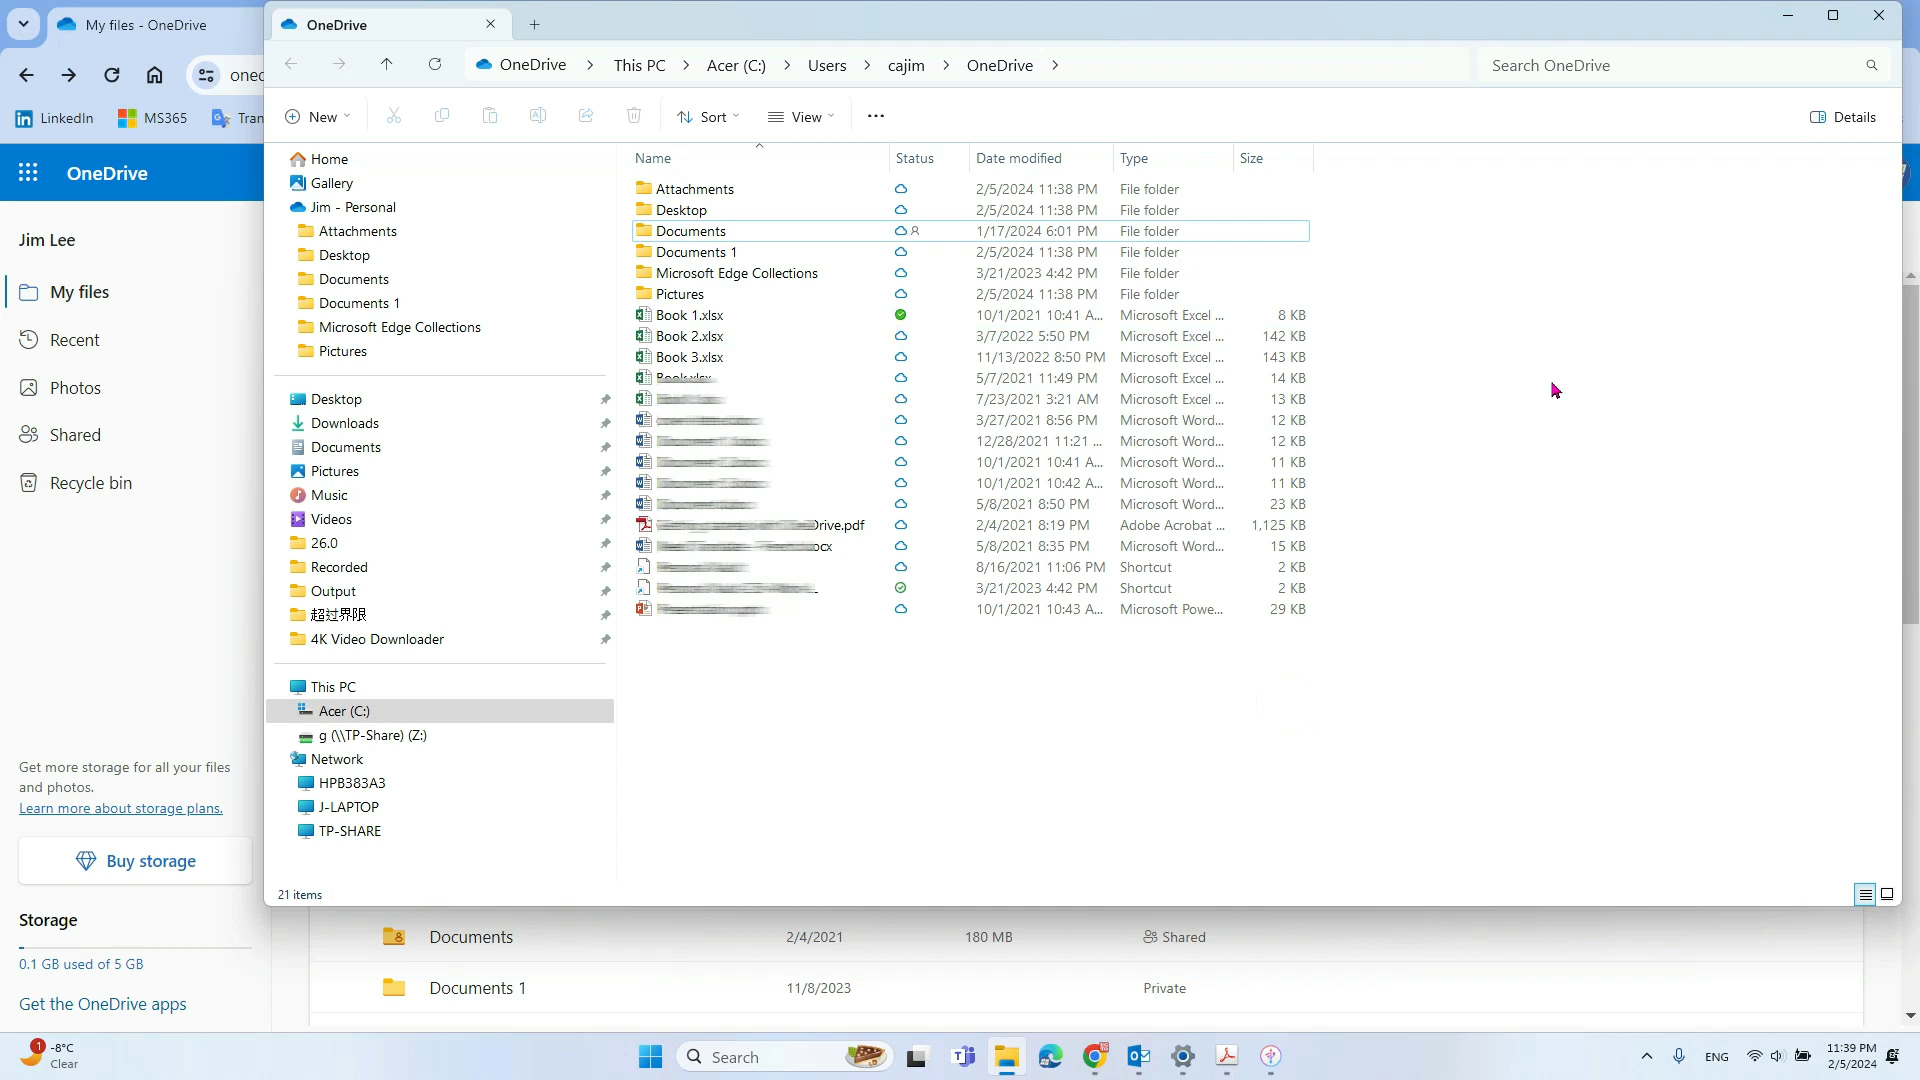 My files - OneDrive
onec
LinkedIn
MS365
Tran
OneDrive
Jim Lee
My files
Recent
Photos
Shared
Recycle bin
Get more storage for all your files
and photos.
Learn more about storage plans.
Buy storage
Storage
0.1 GB used of 5 GB
Get the OneDrive apps
OneDrive
OneDrive > This PC > Acer (C:) > Users > cajim > OneDrive >
Search OneDrive
New
Sort
View
Details
Home
Gallery
Jim - Personal
Attachments
Desktop
Documents
Documents 1
Microsoft Edge Collections
Pictures
Desktop
Downloads
Documents
Pictures
Music
Videos
26.0
Recorded
Output
超过界限
4K Video Downloader
This PC
Acer (C:)
g (\\TP-Share) (Z:)
Network
HPB383A3
J-LAPTOP
TP-SHARE
21 items
Name Status Date modified Type Size
Attachments 2/5/2024 11:38 PM File folder
Desktop 2/5/2024 11:38 PM File folder
Documents 1/17/2024 6:01 PM File folder
Documents 1 2/5/2024 11:38 PM File folder
Microsoft Edge Collections 3/21/2023 4:42 PM File folder
Pictures 2/5/2024 11:38 PM File folder
Book 1.xlsx 10/1/2021 10:41 A... Microsoft Excel ... 8 KB
Book 2.xlsx 3/7/2022 5:50 PM Microsoft Excel ... 142 KB
Book 3.xlsx 11/13/2022 8:50 PM Microsoft Excel ... 143 KB
Book.xlsx 5/7/2021 11:49 PM Microsoft Excel ... 14 KB
7/23/2021 3:21 AM Microsoft Excel ... 13 KB
3/27/2021 8:56 PM Microsoft Word... 12 KB
12/28/2021 11:21 ... Microsoft Word... 12 KB
10/1/2021 10:41 A... Microsoft Word... 11 KB
10/1/2021 10:42 A... Microsoft Word... 11 KB
5/8/2021 8:50 PM Microsoft Word... 23 KB
Drive.pdf 2/4/2021 8:19 PM Adobe Acrobat ... 1,125 KB
ocx 5/8/2021 8:35 PM Microsoft Word... 15 KB
8/16/2021 11:06 PM Shortcut 2 KB
3/21/2023 4:42 PM Shortcut 2 KB
10/1/2021 10:43 A... Microsoft Powe... 29 KB
Documents 2/4/2021 180 MB Shared
Documents 1 11/8/2023 Private
1
-8°C
Clear
Search
ENG
11:39 PM
2/5/2024